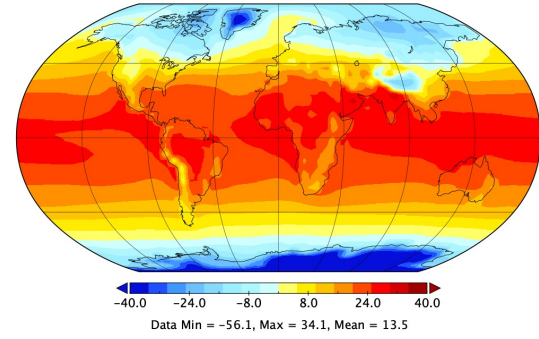 −40.0 −24.0 −8.0 8.0 24.0 40.0
Data Min = −56.1, Max = 34.1, Mean = 13.5